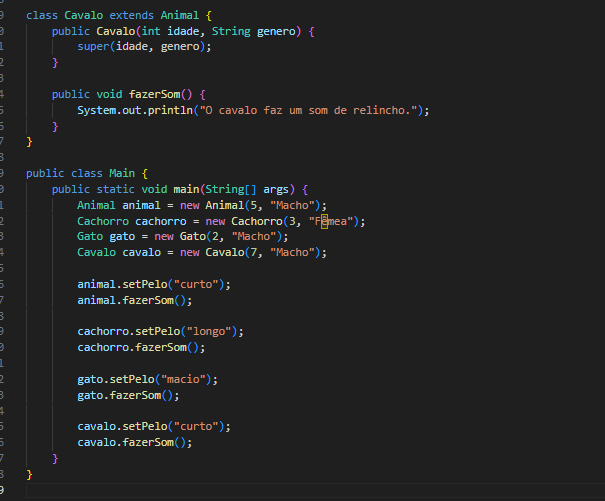 class Cavalo extends Animal {
    public Cavalo(int idade, String genero) {
        super(idade, genero);
    }

    public void fazerSom() {
        System.out.println("O cavalo faz um som de relincho.");
    }
}

public class Main {
    public static void main(String[] args) {
        Animal animal = new Animal(5, "Macho");
        Cachorro cachorro = new Cachorro(3, "Fêmea");
        Gato gato = new Gato(2, "Macho");
        Cavalo cavalo = new Cavalo(7, "Macho");

        animal.setPelo("curto");
        animal.fazerSom();

        cachorro.setPelo("longo");
        cachorro.fazerSom();

        gato.setPelo("macio");
        gato.fazerSom();

        cavalo.setPelo("curto");
        cavalo.fazerSom();
    }
}